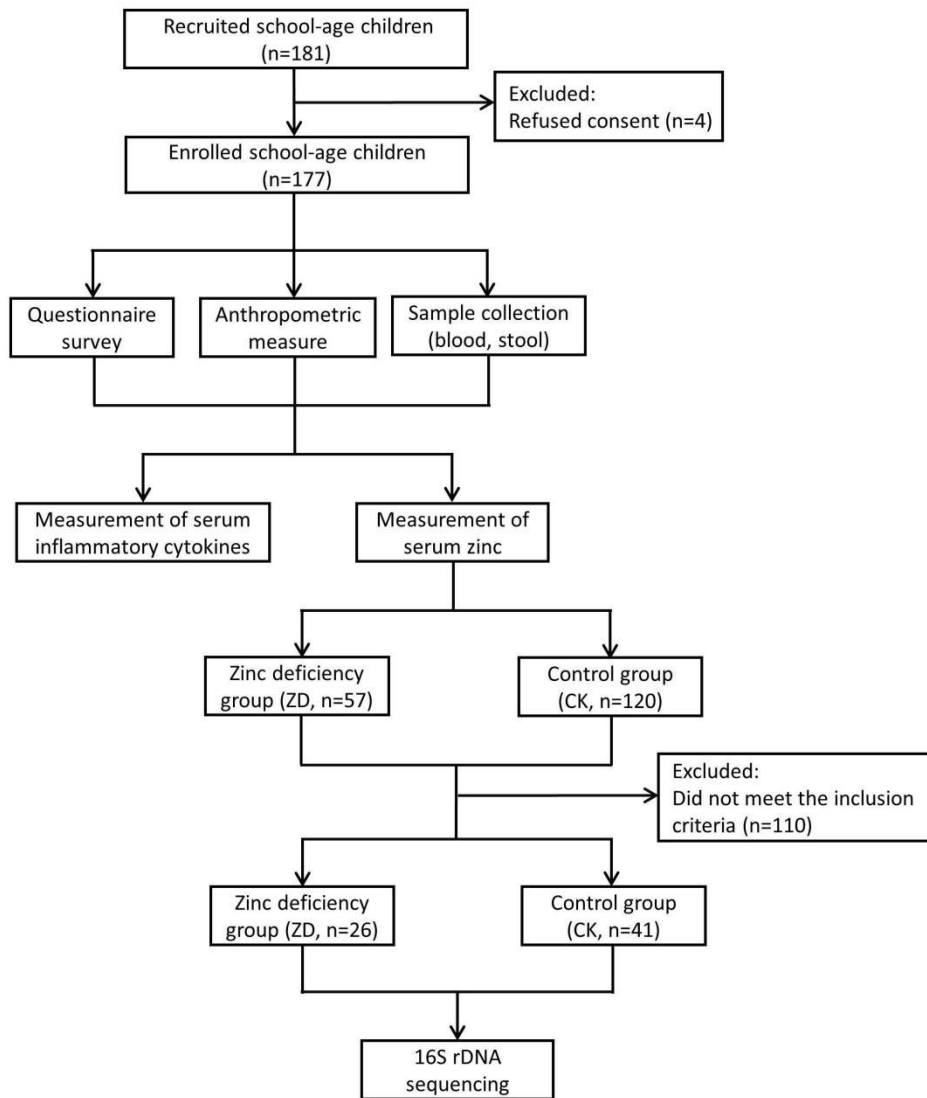 Recruited school-age children
(n=181)
Excluded:
Refused consent (n=4)
Enrolled school-age children
(n=177)
Questionnaire
survey
Anthropometric
measure
Sample collection
(blood, stool)
Measurement of serum
inflammatory cytokines
Measurement of
serum zinc
Zinc deficiency
group (ZD, n=57)
Control group
(CK, n=120)
Excluded:
Did not meet the inclusion
criteria (n=110)
Zinc deficiency
group (ZD, n=26)
Control group
(CK, n=41)
16S rDNA
sequencing